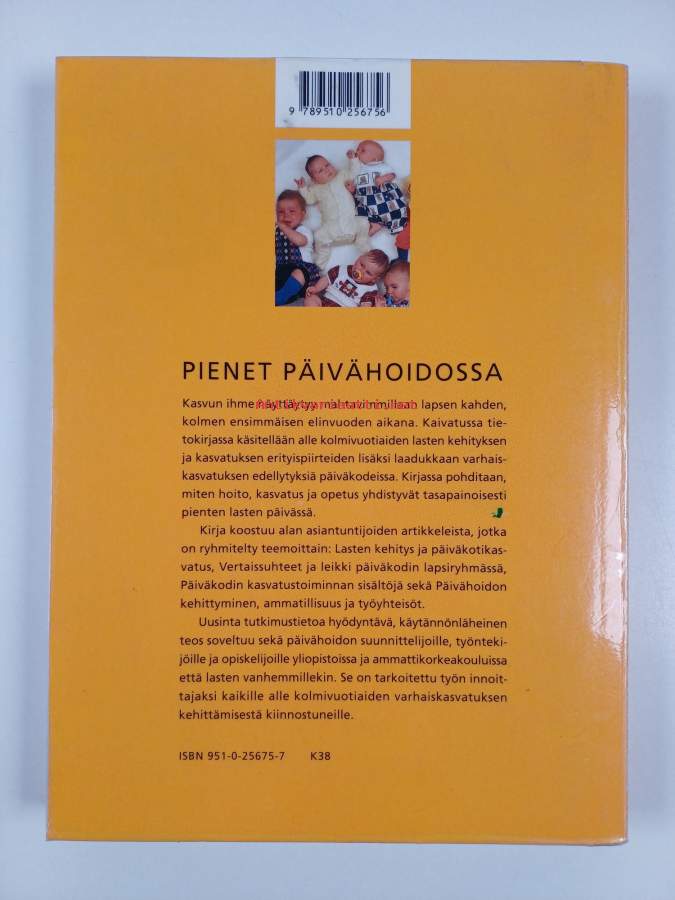 9 789510 256756
PIENET PÄIVÄHOIDOSSA
Kasvun ihme näyttäytyy valtavimmillaan lapsen kahden,
kolmen ensimmäisen elinvuoden aikana. Kaivatussa tie-
tokirjassa käsitellään alle kolmivuotiaiden lasten kehityksen
ja kasvatuksen erityispiirteiden lisäksi laadukkaan varhais-
kasvatuksen edellytyksiä päiväkodeissa. Kirjassa pohditaan,
miten hoito, kasvatus ja opetus yhdistyvät tasapainoisesti
pienten lasten päivässä.
Kirja koostuu alan asiantuntijoiden artikkeleista, jotka
on ryhmitelty teemoittain: Lasten kehitys ja päiväkotikas-
vatus, Vertaissuhteet ja leikki päiväkodin lapsiryhmässä,
Päiväkodin kasvatustoiminnan sisältöjä sekä Päivähoidon
kehittyminen, ammatillisuus ja työyhteisöt.
Uusinta tutkimustietoa hyödyntävä, käytännönläheinen
teos soveltuu sekä päivähoidon suunnittelijoille, työnteki-
jöille ja opiskelijoille yliopistoissa ja ammattikorkeakouluissa
että lasten vanhemmillekin. Se on tarkoitettu työn innoit-
tajaksi kaikille alle kolmivuotiaiden varhaiskasvatuksen
kehittämisestä kiinnostuneille.
ISBN 951-0-25675-7 K38